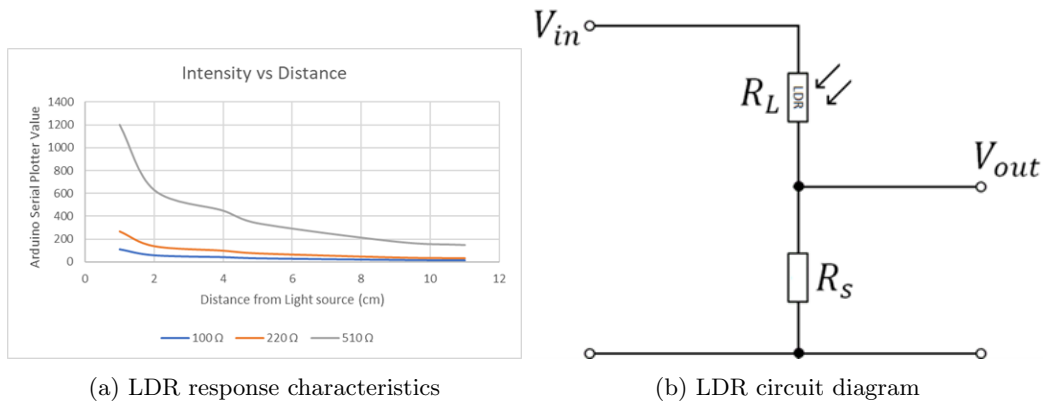 Intensity vs Distance
Arduino Serial Plotter Value
1400
1200
1000
800
600
400
200
0
0 2 4 6 8 10 12
Distance from Light source (cm)
100 Ω 220 Ω 510 Ω
(a) LDR response characteristics
V_in
R_L
LDR
V_out
R_s
(b) LDR circuit diagram